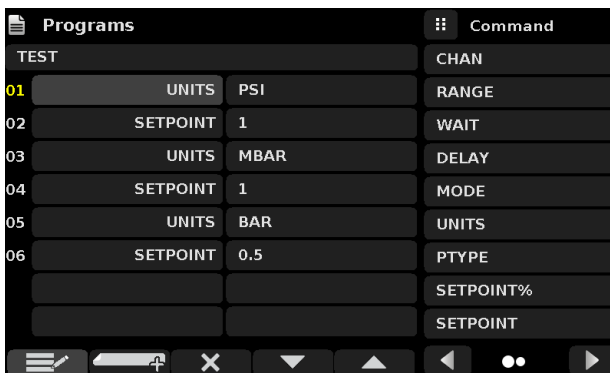 Programs
TEST
01 UNITS PSI
02 SETPOINT 1
03 UNITS MBAR
04 SETPOINT 1
05 UNITS BAR
06 SETPOINT 0.5
Command
CHAN
RANGE
WAIT
DELAY
MODE
UNITS
PTYPE
SETPOINT%
SETPOINT